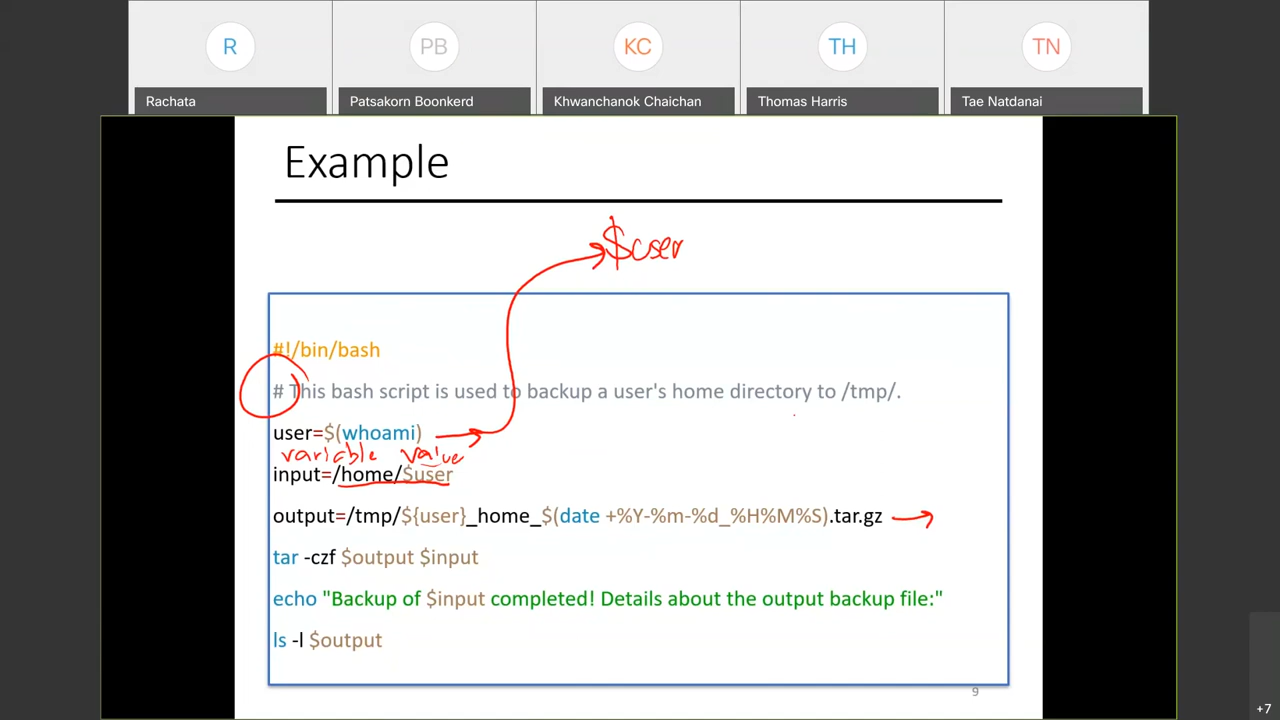 R PB KC TH TN
Rachata Patsakorn Boonkerd Khwanchanok Chaichan Thomas Harris Tae Natdanai
Example
$user
#!/bin/bash
# This bash script is used to backup a user's home directory to /tmp/.
user=$(whoami)
variable value
input=/home/$user
output=/tmp/${user}_home_$(date +%Y-%m-%d_%H%M%S).tar.gz
tar -czf $output $input
echo "Backup of $input completed! Details about the output backup file:"
ls -l $output
9
+7